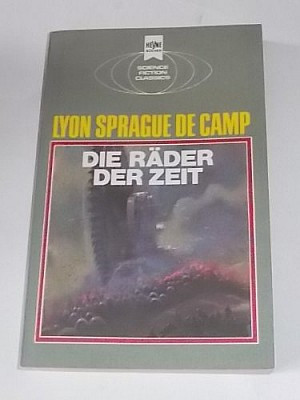 HEYNE
BÜCHER
SCIENCE
FICTION
CLASSICS
LYON SPRAGUE DE CAMP
DIE RÄDER
DER ZEIT